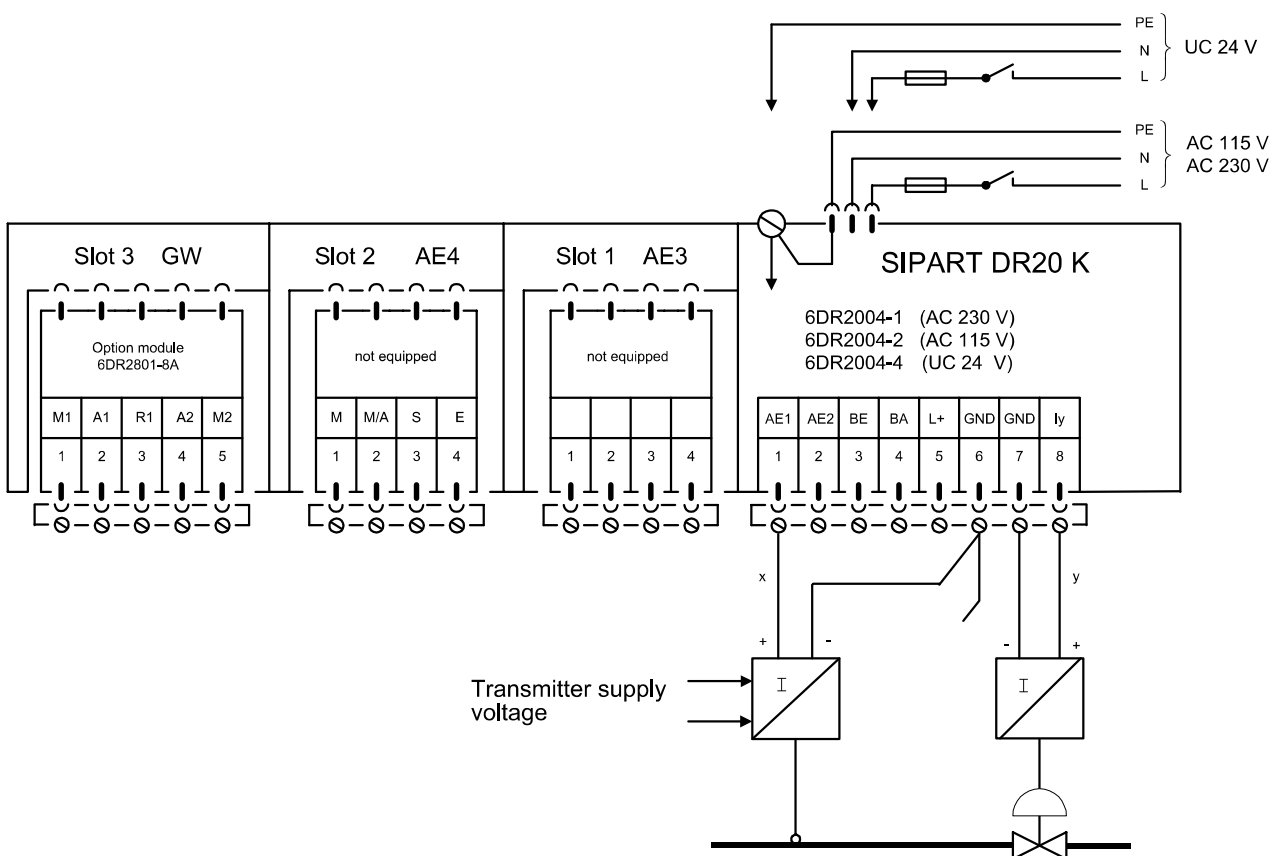 PE
N
L
UC 24 V
PE
N
L
AC 115 V
AC 230 V
Slot 3 GW
Slot 2 AE4
Slot 1 AE3
SIPART DR20 K
6DR2004-1 (AC 230 V)
6DR2004-2 (AC 115 V)
6DR2004-4 (UC 24 V)
Option module
6DR2801-8A
not equipped
not equipped
M1 A1 R1 A2 M2
1 2 3 4 5
M M/A S E
1 2 3 4
1 2 3 4
AE1 AE2 BE BA L+ GND GND Iy
1 2 3 4 5 6 7 8
x
y
+ -
- +
I
I
Transmitter supply
voltage